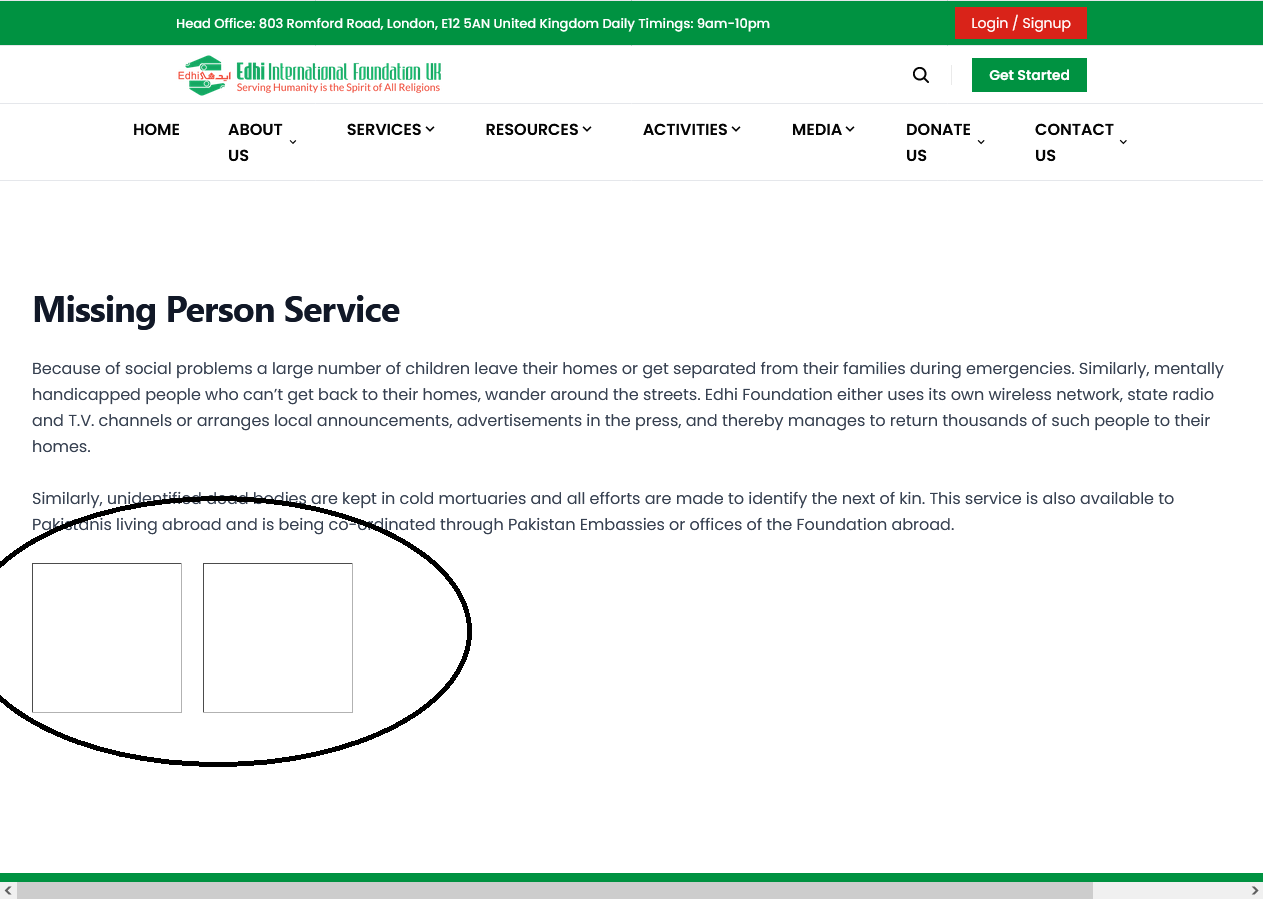 Head Office: 803 Romford Road, London, E12 5AN United Kingdom Daily Timings: 9am-10pm
Login / Signup
Edhi ایدھی
Edhi International Foundation UK
Serving Humanity is the Spirit of All Religions
Get Started
HOME
ABOUT
US
SERVICES
RESOURCES
ACTIVITIES
MEDIA
DONATE
US
CONTACT
US
Missing Person Service
Because of social problems a large number of children leave their homes or get separated from their families during emergencies. Similarly, mentally
handicapped people who can’t get back to their homes, wander around the streets. Edhi Foundation either uses its own wireless network, state radio
and T.V. channels or arranges local announcements, advertisements in the press, and thereby manages to return thousands of such people to their
homes.
Similarly, unidentified dead bodies are kept in cold mortuaries and all efforts are made to identify the next of kin. This service is also available to
Pakistanis living abroad and is being co-ordinated through Pakistan Embassies or offices of the Foundation abroad.